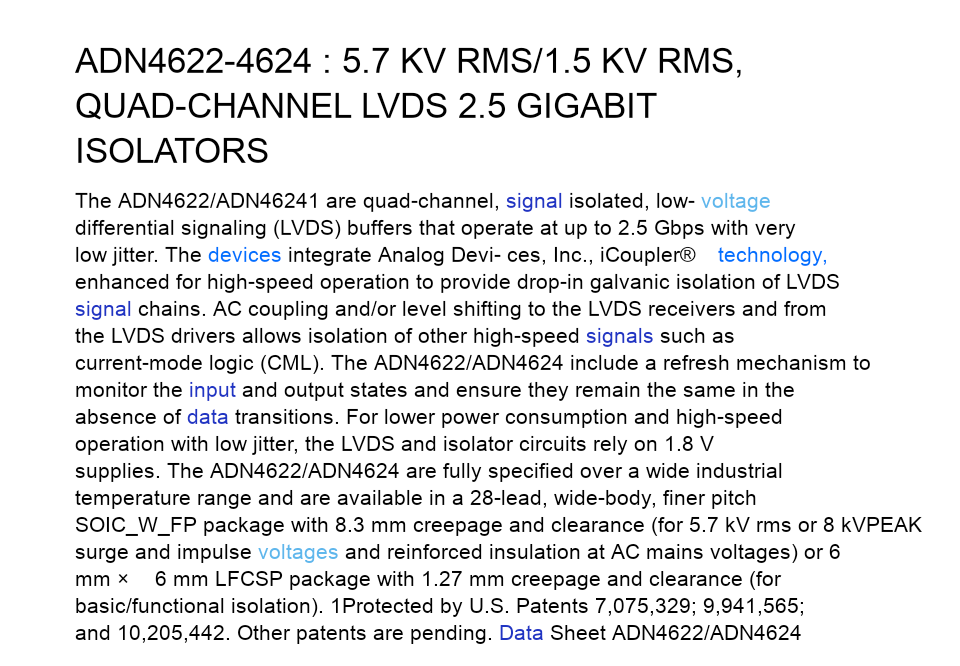 ADN4622-4624 : 5.7 KV RMS/1.5 KV RMS,
QUAD-CHANNEL LVDS 2.5 GIGABIT
ISOLATORS
The ADN4622/ADN46241 are quad-channel, signal isolated, low- voltage
differential signaling (LVDS) buffers that operate at up to 2.5 Gbps with very
low jitter. The devices integrate Analog Devi- ces, Inc., iCoupler® technology,
enhanced for high-speed operation to provide drop-in galvanic isolation of LVDS
signal chains. AC coupling and/or level shifting to the LVDS receivers and from
the LVDS drivers allows isolation of other high-speed signals such as
current-mode logic (CML). The ADN4622/ADN4624 include a refresh mechanism to
monitor the input and output states and ensure they remain the same in the
absence of data transitions. For lower power consumption and high-speed
operation with low jitter, the LVDS and isolator circuits rely on 1.8 V
supplies. The ADN4622/ADN4624 are fully specified over a wide industrial
temperature range and are available in a 28-lead, wide-body, finer pitch
SOIC_W_FP package with 8.3 mm creepage and clearance (for 5.7 kV rms or 8 kVPEAK
surge and impulse voltages and reinforced insulation at AC mains voltages) or 6
mm × 6 mm LFCSP package with 1.27 mm creepage and clearance (for
basic/functional isolation). 1Protected by U.S. Patents 7,075,329; 9,941,565;
and 10,205,442. Other patents are pending. Data Sheet ADN4622/ADN4624